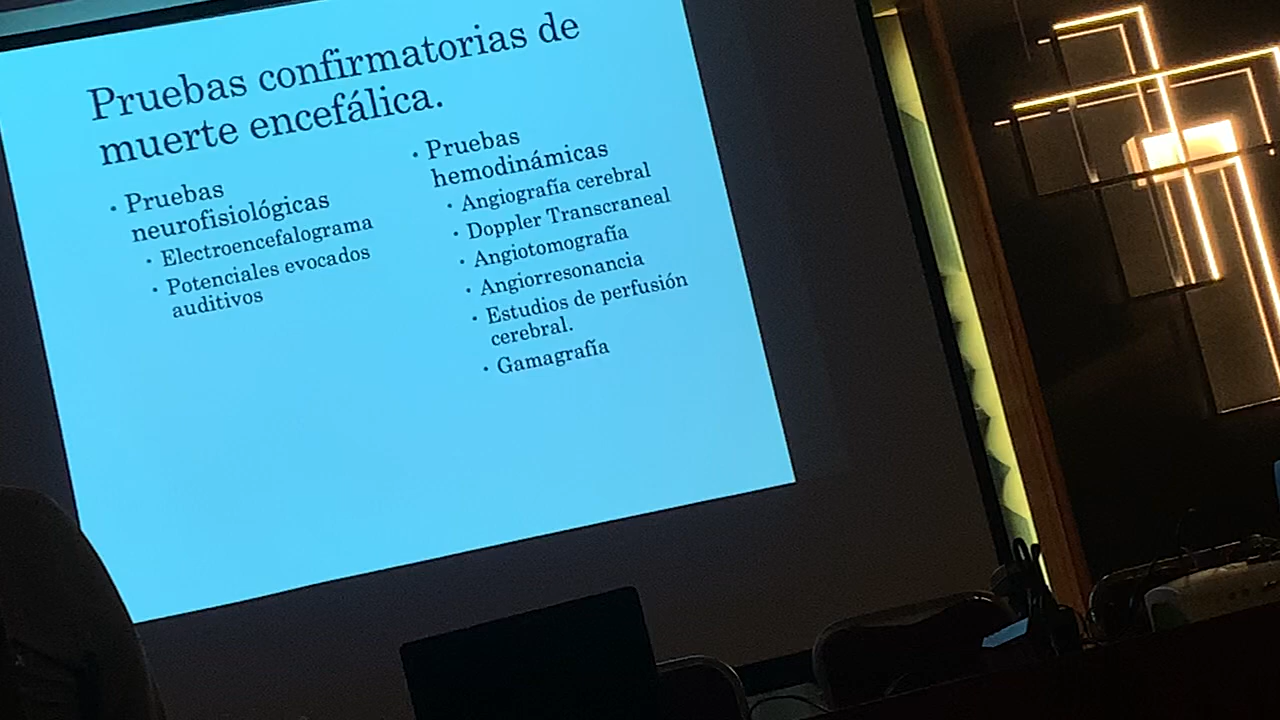 Pruebas confirmatorias de
muerte encefálica.
• Pruebas
neurofisiológicas
• Electroencefalograma
• Potenciales evocados
auditivos
• Pruebas
hemodinámicas
• Angiografía cerebral
• Doppler Transcraneal
• Angiotomografía
• Angiorresonancia
• Estudios de perfusión
cerebral.
• Gamagrafía